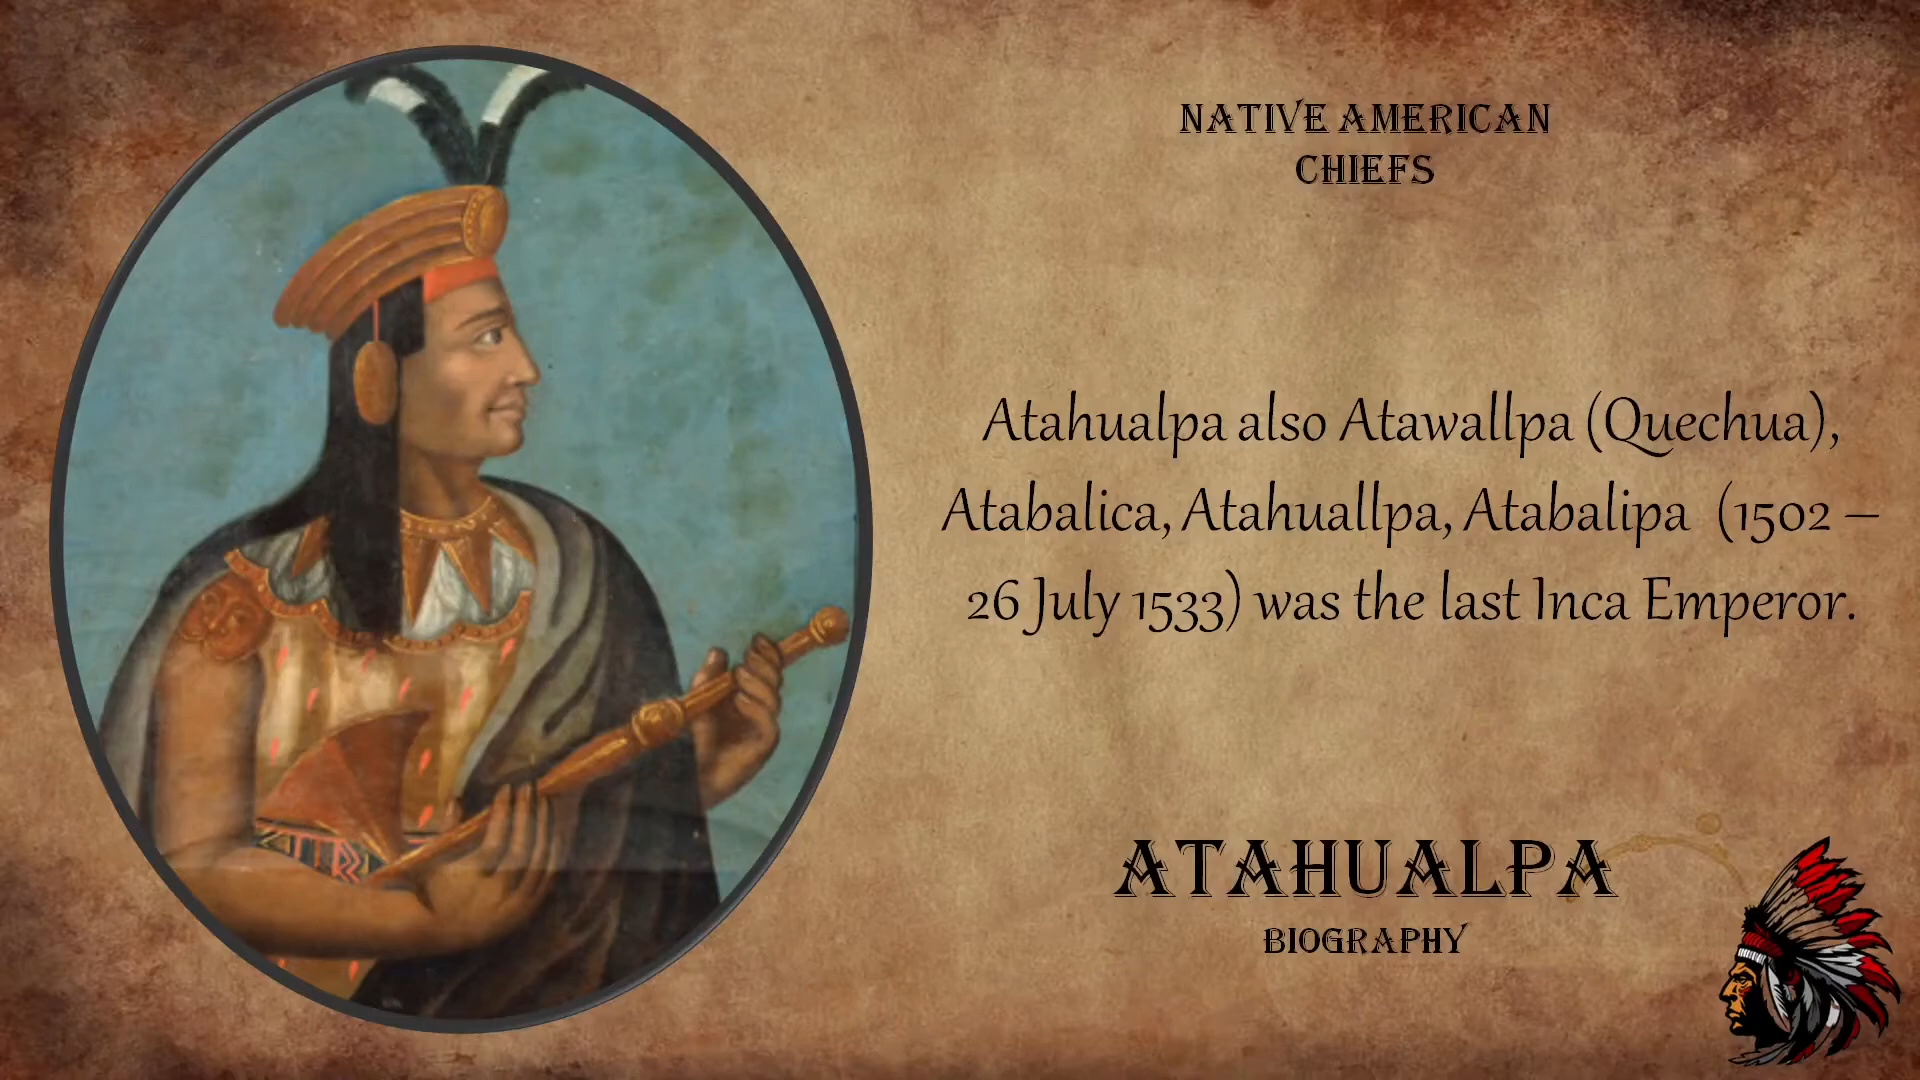 NATIVE AMERICAN
CHIEFS
Atahualpa also Atawallpa (Quechua),
Atabalica, Atahuallpa, Atabalipa (1502 –
26 July 1533) was the last Inca Emperor.
ATAHUALPA
BIOGRAPHY